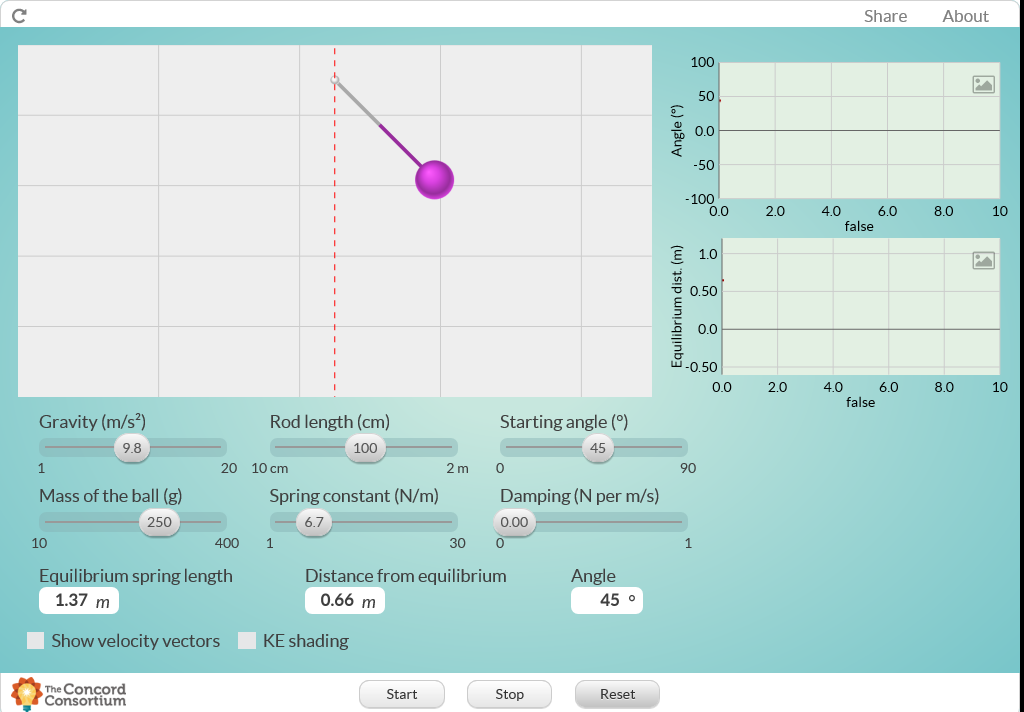 Share About
100
50
0.0
-50
-100
Angle (°)
0.0 2.0 4.0 6.0 8.0 10
false
1.0
0.50
0.0
-0.50
Equilibrium dist. (m)
0.0 2.0 4.0 6.0 8.0 10
false
Gravity (m/s²) Rod length (cm) Starting angle (°)
9.8 100 45
1 20 10 cm 2 m 0 90
Mass of the ball (g) Spring constant (N/m) Damping (N per m/s)
250 6.7 0.00
10 400 1 30 0 1
Equilibrium spring length Distance from equilibrium Angle
1.37 m 0.66 m 45 °
Show velocity vectors KE shading
The Concord
Consortium
Start Stop Reset